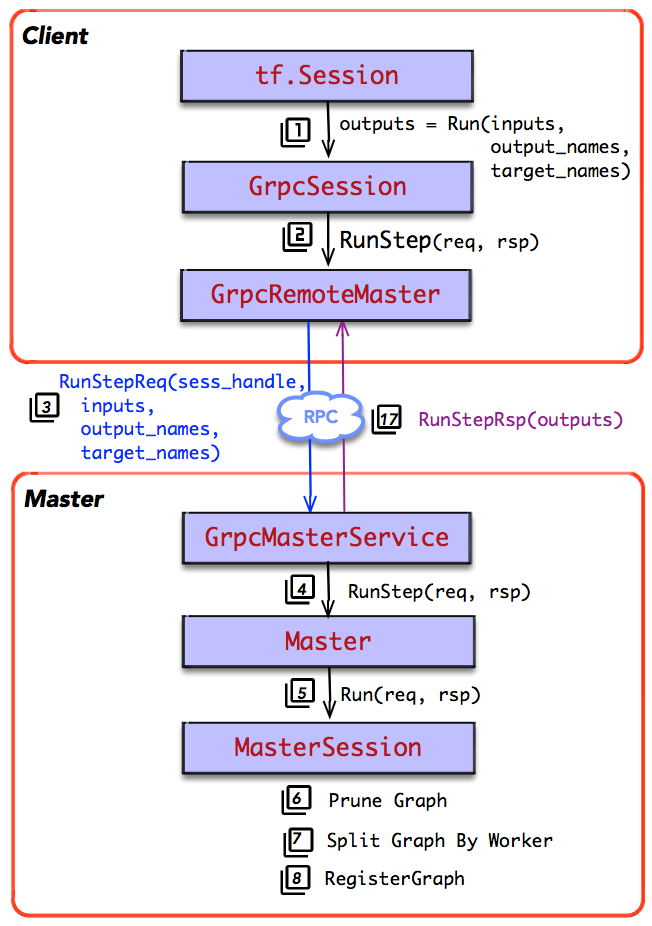 Client
tf.Session
1
outputs = Run(inputs,
output_names,
target_names)
GrpcSession
2
RunStep(req, rsp)
GrpcRemoteMaster
RunStepReq(sess_handle,
3
inputs,
output_names,
target_names)
RPC
17
RunStepRsp(outputs)
Master
GrpcMasterService
4
RunStep(req, rsp)
Master
5
Run(req, rsp)
MasterSession
6 Prune Graph
7 Split Graph By Worker
8 RegisterGraph